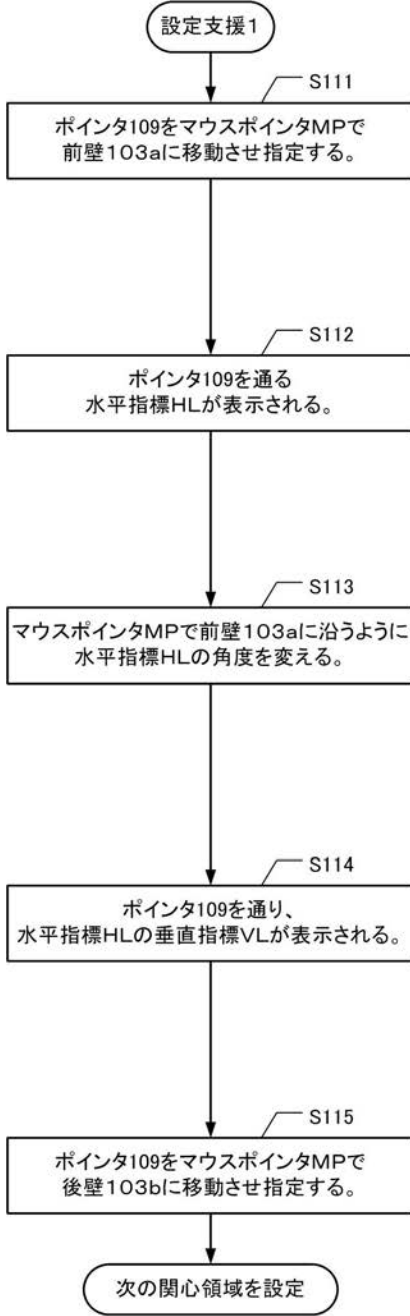 設定支援1
S111
ポインタ109をマウスポインタMPで
前壁103aに移動させ指定する。
S112
ポインタ109を通る
水平指標HLが表示される。
S113
マウスポインタMPで前壁103aに沿うように
水平指標HLの角度を変える。
S114
ポインタ109を通り、
水平指標HLの垂直指標VLが表示される。
S115
ポインタ109をマウスポインタMPで
後壁103bに移動させ指定する。
次の関心領域を設定